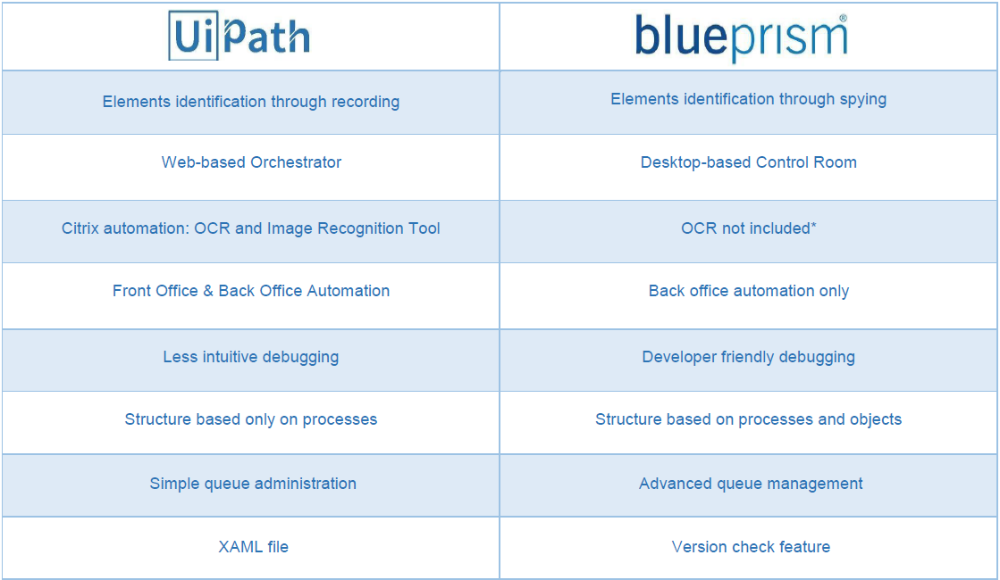 UiPath
blueprism®
Elements identification through recording
Elements identification through spying
Web-based Orchestrator
Desktop-based Control Room
Citrix automation: OCR and Image Recognition Tool
OCR not included*
Front Office & Back Office Automation
Back office automation only
Less intuitive debugging
Developer friendly debugging
Structure based only on processes
Structure based on processes and objects
Simple queue administration
Advanced queue management
XAML file
Version check feature